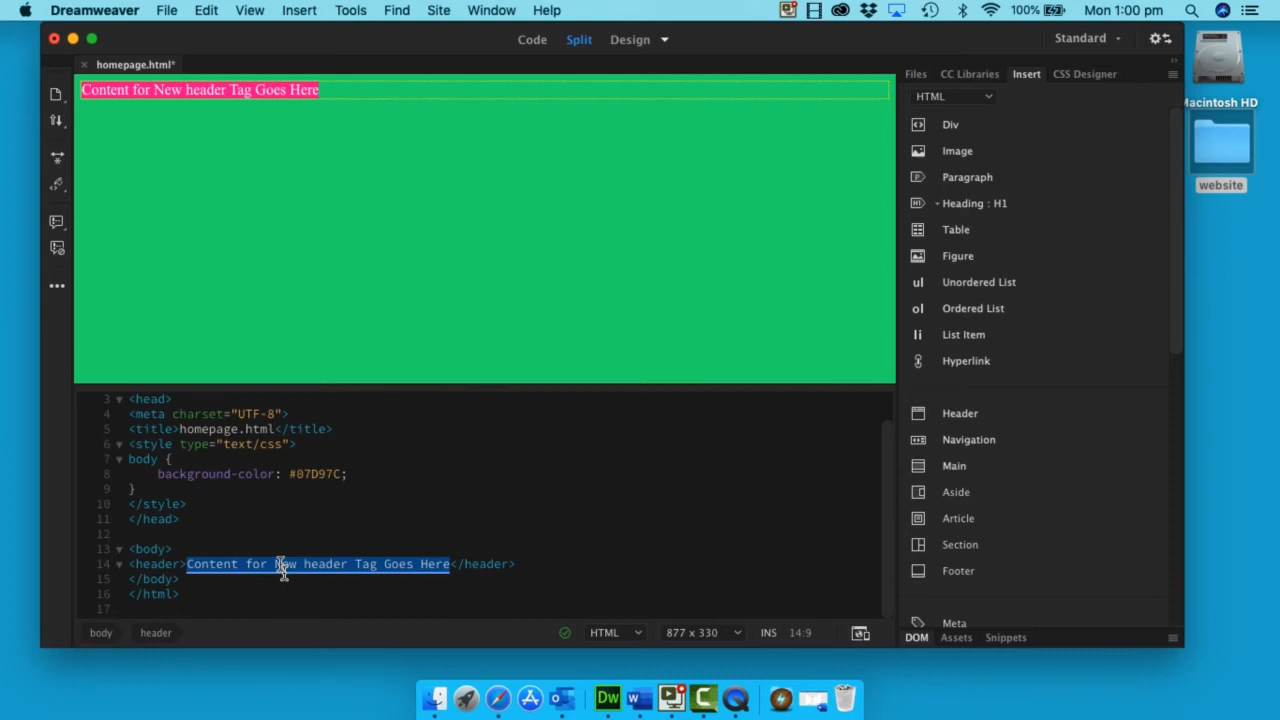 Dreamweaver File Edit View Insert Tools Find Site Window Help 100% Mon 1:00 pm
Code Split Design Standard
homepage.html*
Content for New header Tag Goes Here
Files CC Libraries Insert CSS Designer
HTML
Div
Image
Paragraph
H1 Heading : H1
Table
Figure
ul Unordered List
ol Ordered List
li List Item
Hyperlink
Header
Navigation
Main
Aside
Article
Section
Footer
Meta
Macintosh HD
website
3 <head>
4 <meta charset="UTF-8">
5 <title>homepage.html</title>
6 <style type="text/css">
7 body {
8 background-color: #07D97C;
9 }
10 </style>
11 </head>
12
13 <body>
14 <header>Content for New header Tag Goes Here</header>
15 </body>
16 </html>
17
body header HTML 877 x 330 INS 14:9
DOM Assets Snippets
Dw W